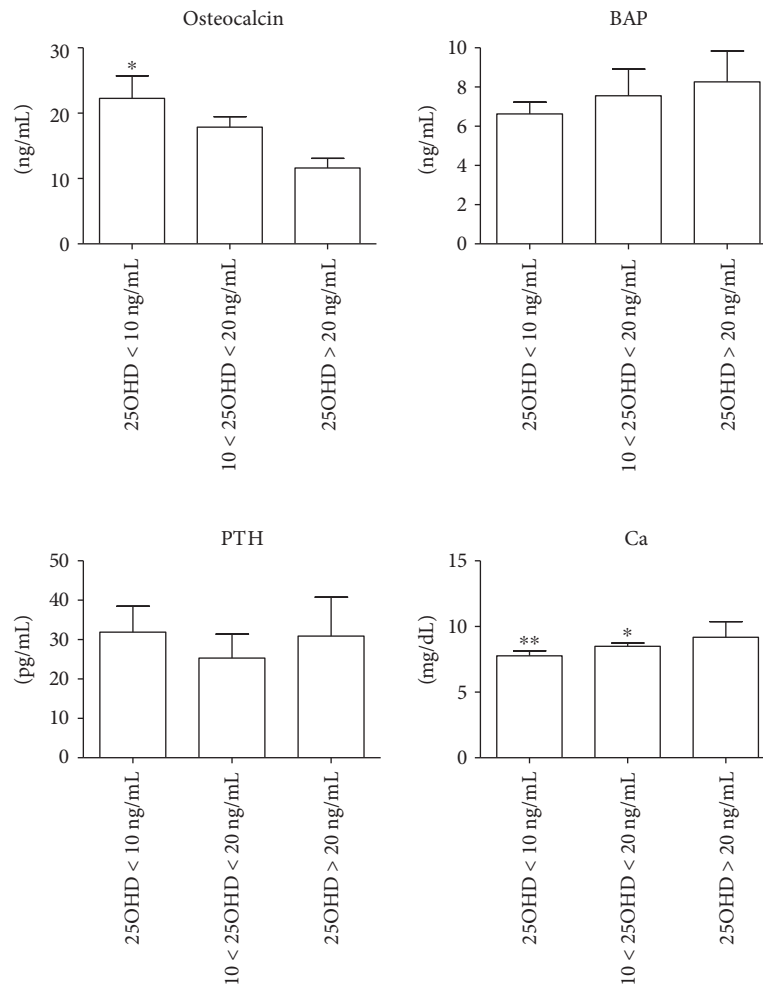 Osteocalcin
(ng/mL)
30
20
10
0
*
25OHD < 10 ng/mL
10 < 25OHD < 20 ng/mL
25OHD > 20 ng/mL
BAP
(ng/mL)
10
8
6
4
2
0
25OHD < 10 ng/mL
10 < 25OHD < 20 ng/mL
25OHD > 20 ng/mL
PTH
(pg/mL)
50
40
30
20
10
0
25OHD < 10 ng/mL
10 < 25OHD < 20 ng/mL
25OHD > 20 ng/mL
Ca
(mg/dL)
15
10
5
0
**
*
25OHD < 10 ng/mL
10 < 25OHD < 20 ng/mL
25OHD > 20 ng/mL